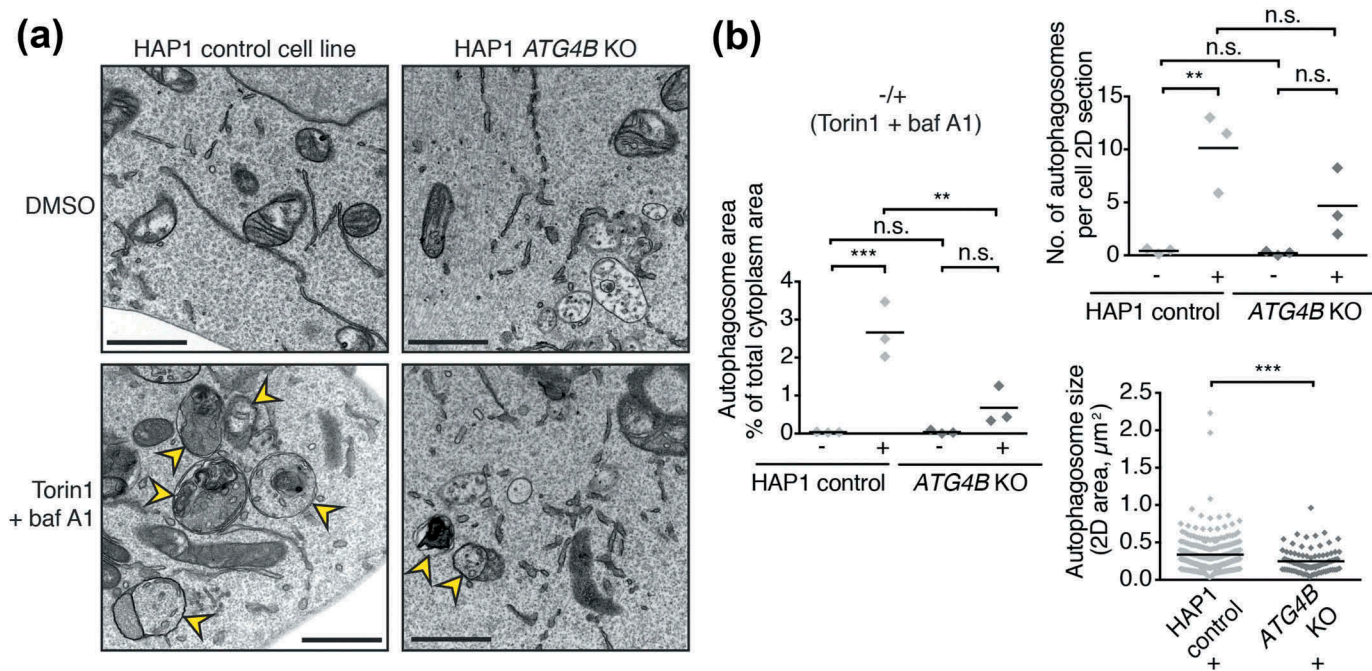 (a)
HAP1 control cell line
HAP1 ATG4B KO
DMSO
Torin1
+ baf A1
(b)
-/+
(Torin1 + baf A1)
Autophagosome area
% of total cytoplasm area
4
3
2
1
0
n.s.
**
***
n.s.
- + - +
HAP1 control ATG4B KO
No. of autophagosomes
per cell 2D section
15
10
5
0
n.s.
n.s.
**
n.s.
- + - +
HAP1 control ATG4B KO
Autophagosome size
(2D area, µm²)
2.5
2.0
1.5
1.0
0.5
0.0
***
HAP1
control
+
ATG4B
KO
+